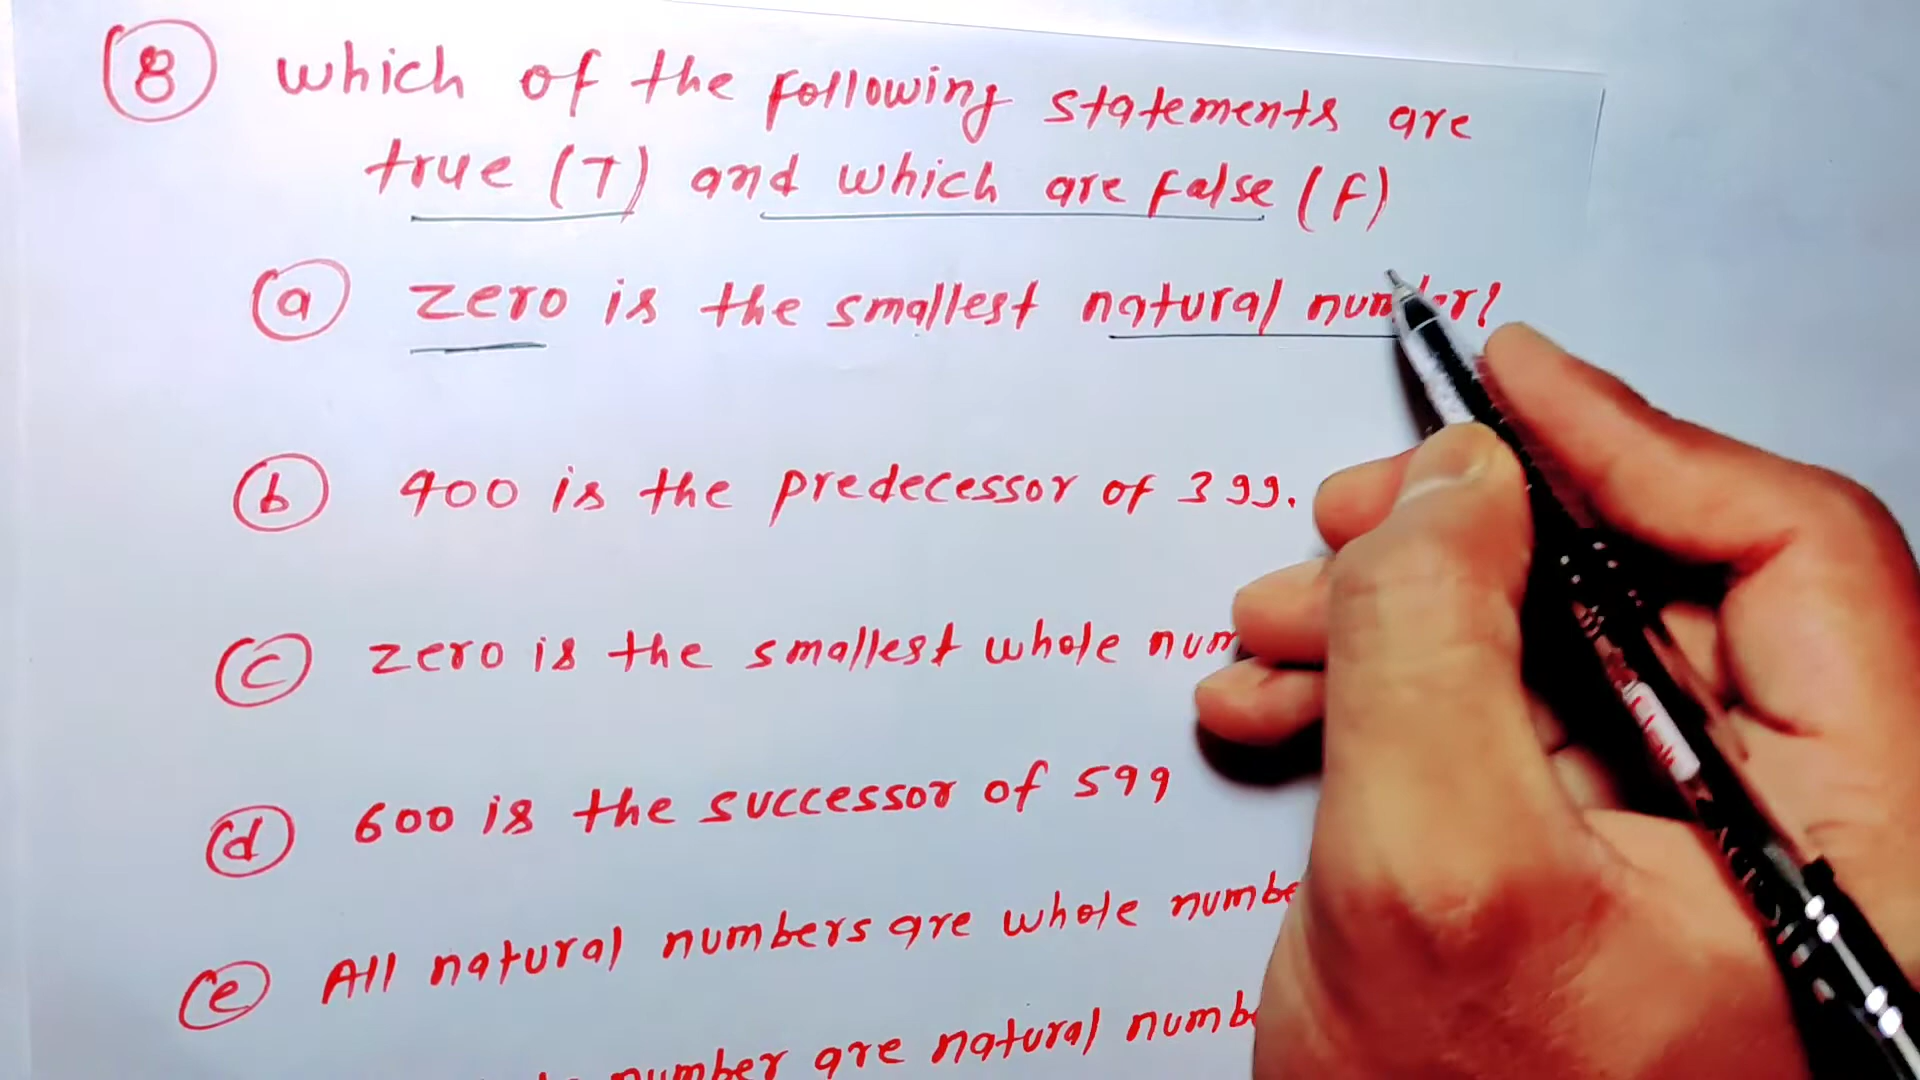 8 Which of the following statements are
true (T) and which are false (F)
a zero is the smallest natural
b 400 is the predecessor of 399.
c zero is the smallest whole
d 600 is the successor of 599
e All natural numbers are whole
number are natural